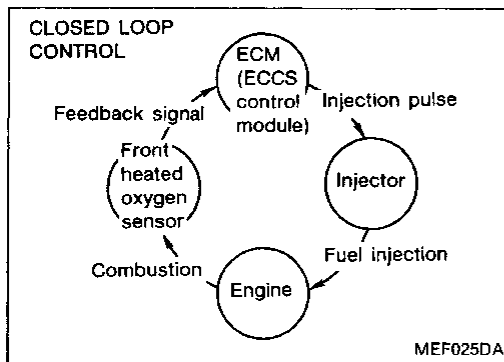 CLOSED LOOP
CONTROL
ECM
(ECCS
control
module)
Injection pulse
Injector
Fuel injection
Engine
Combustion
Front
heated
oxygen
sensor
Feedback signal
MEF025DA